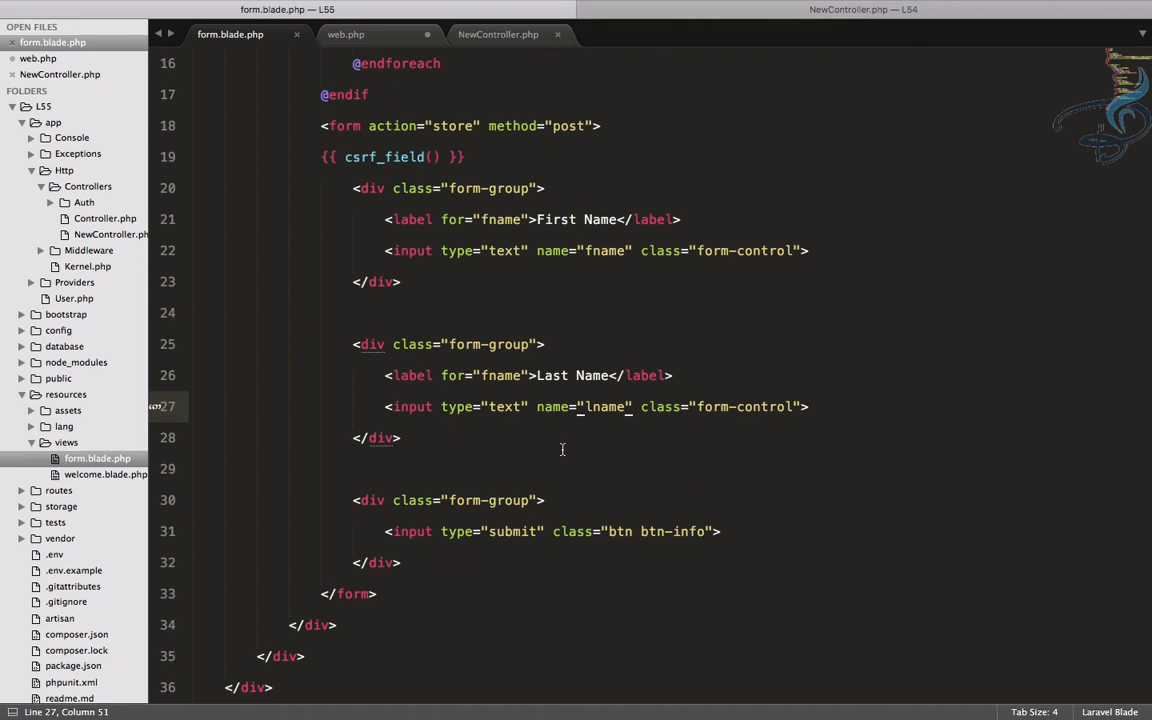 form.blade.php — L55
NewController.php — L54
OPEN FILES
form.blade.php
web.php
NewController.php
FOLDERS
L55
app
Console
Exceptions
Http
Controllers
Auth
Controller.php
NewController.ph
Middleware
Kernel.php
Providers
User.php
bootstrap
config
database
node_modules
public
resources
assets
lang
views
form.blade.php
welcome.blade.php
routes
storage
tests
vendor
.env
.env.example
.gitattributes
.gitignore
artisan
composer.json
composer.lock
package.json
phpunit.xml
readme.md
form.blade.php
web.php
NewController.php
16 @endforeach
17 @endif
18 <form action="store" method="post">
19 {{ csrf_field() }}
20 <div class="form-group">
21 <label for="fname">First Name</label>
22 <input type="text" name="fname" class="form-control">
23 </div>
24
25 <div class="form-group">
26 <label for="fname">Last Name</label>
27 <input type="text" name="lname" class="form-control">
28 </div>
29
30 <div class="form-group">
31 <input type="submit" class="btn btn-info">
32 </div>
33 </form>
34 </div>
35 </div>
36 </div>
Line 27, Column 51
Tab Size: 4
Laravel Blade